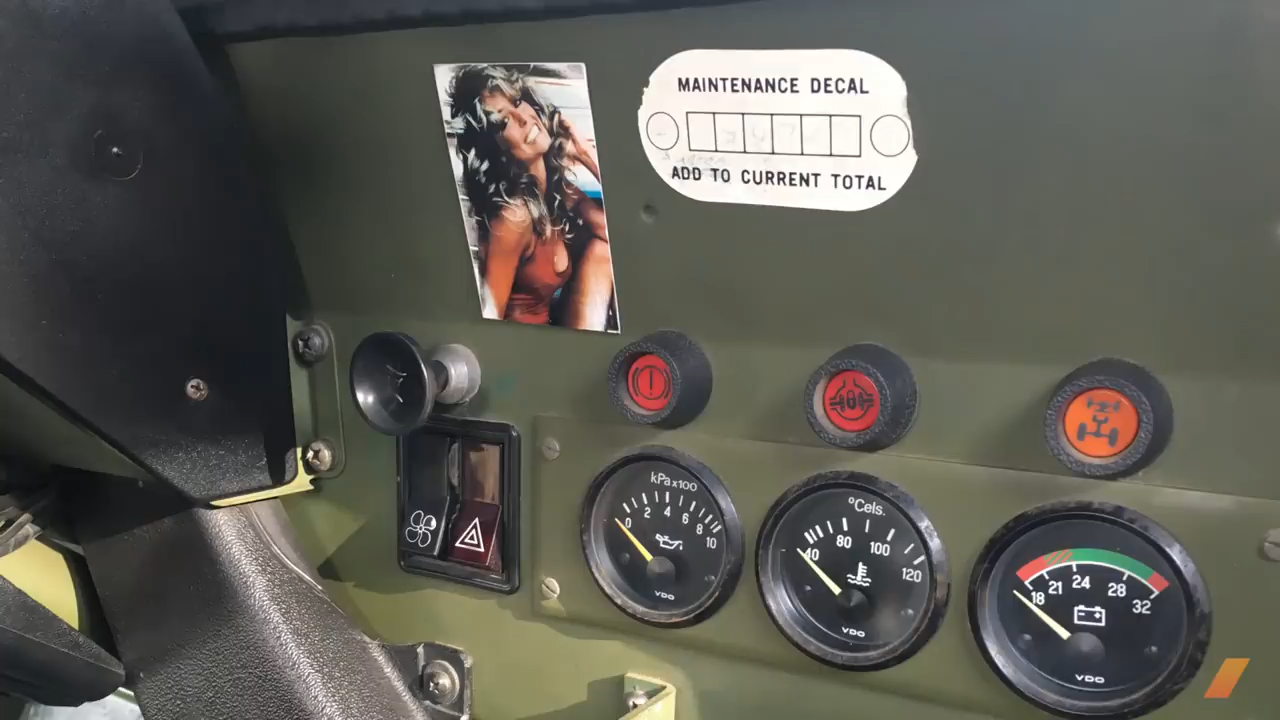 MAINTENANCE DECAL
ADD TO CURRENT TOTAL
kPa x100
0 2 4 6 8 10
VDO
°Cels.
40 80 100 120
VDO
18 21 24 28 32
VDO